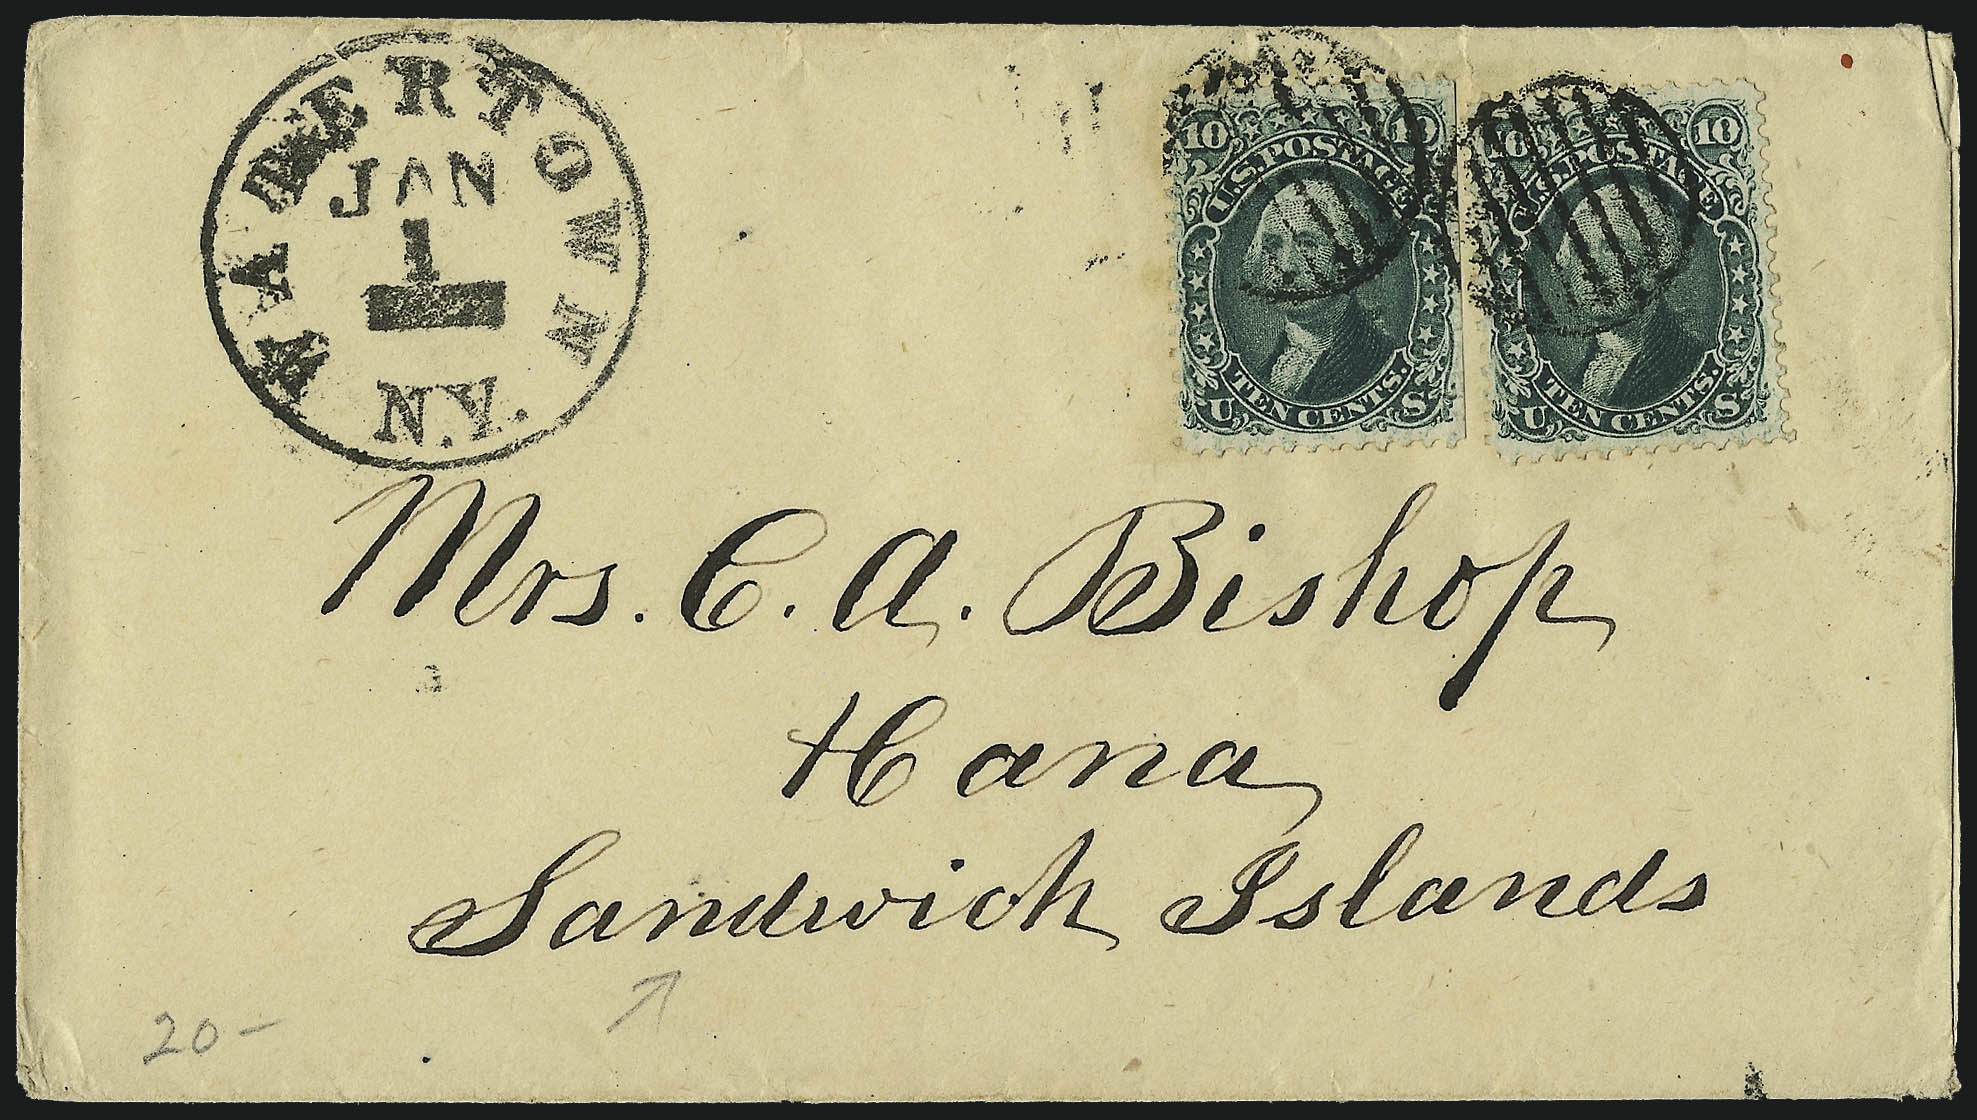 WATERTOWN
JAN
1
N.Y.
10 10
U.S. POSTAGE
TEN CENTS.
U S
10 10
U.S. POSTAGE
TEN CENTS.
U S
Mrs. C. A. Bishop
Hana
Sandwich Islands
20-